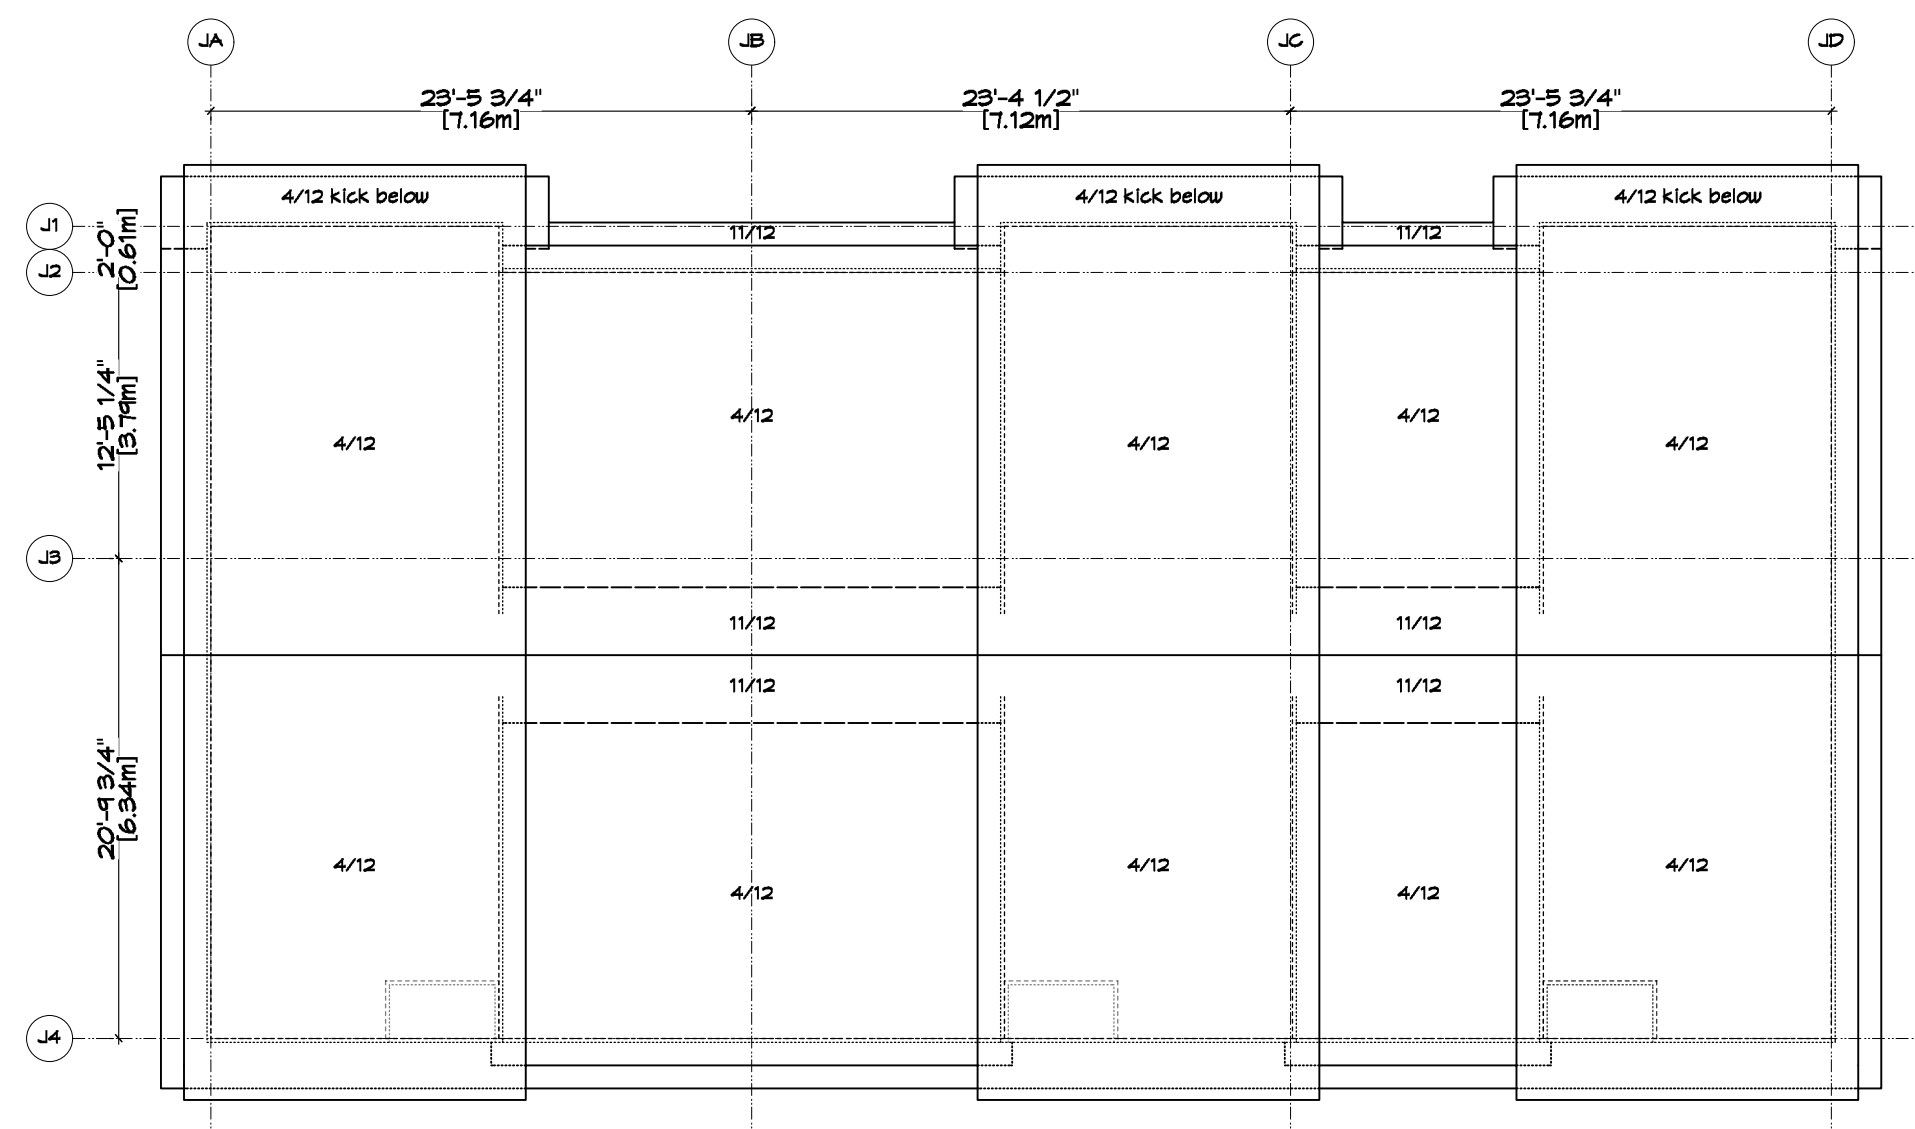 JA
JB
JC
JD
23'-5 3/4"
[7.16m]
23'-4 1/2"
[7.12m]
23'-5 3/4"
[7.16m]
4/12 kick below
4/12 kick below
4/12 kick below
J1
11/12
11/12
2'-0"
[0.61m]
J2
12'-5 1/4"
[3.79m]
4/12
4/12
4/12
4/12
4/12
J3
11/12
11/12
11/12
11/12
20'-9 3/4"
[6.34m]
4/12
4/12
4/12
4/12
4/12
J4